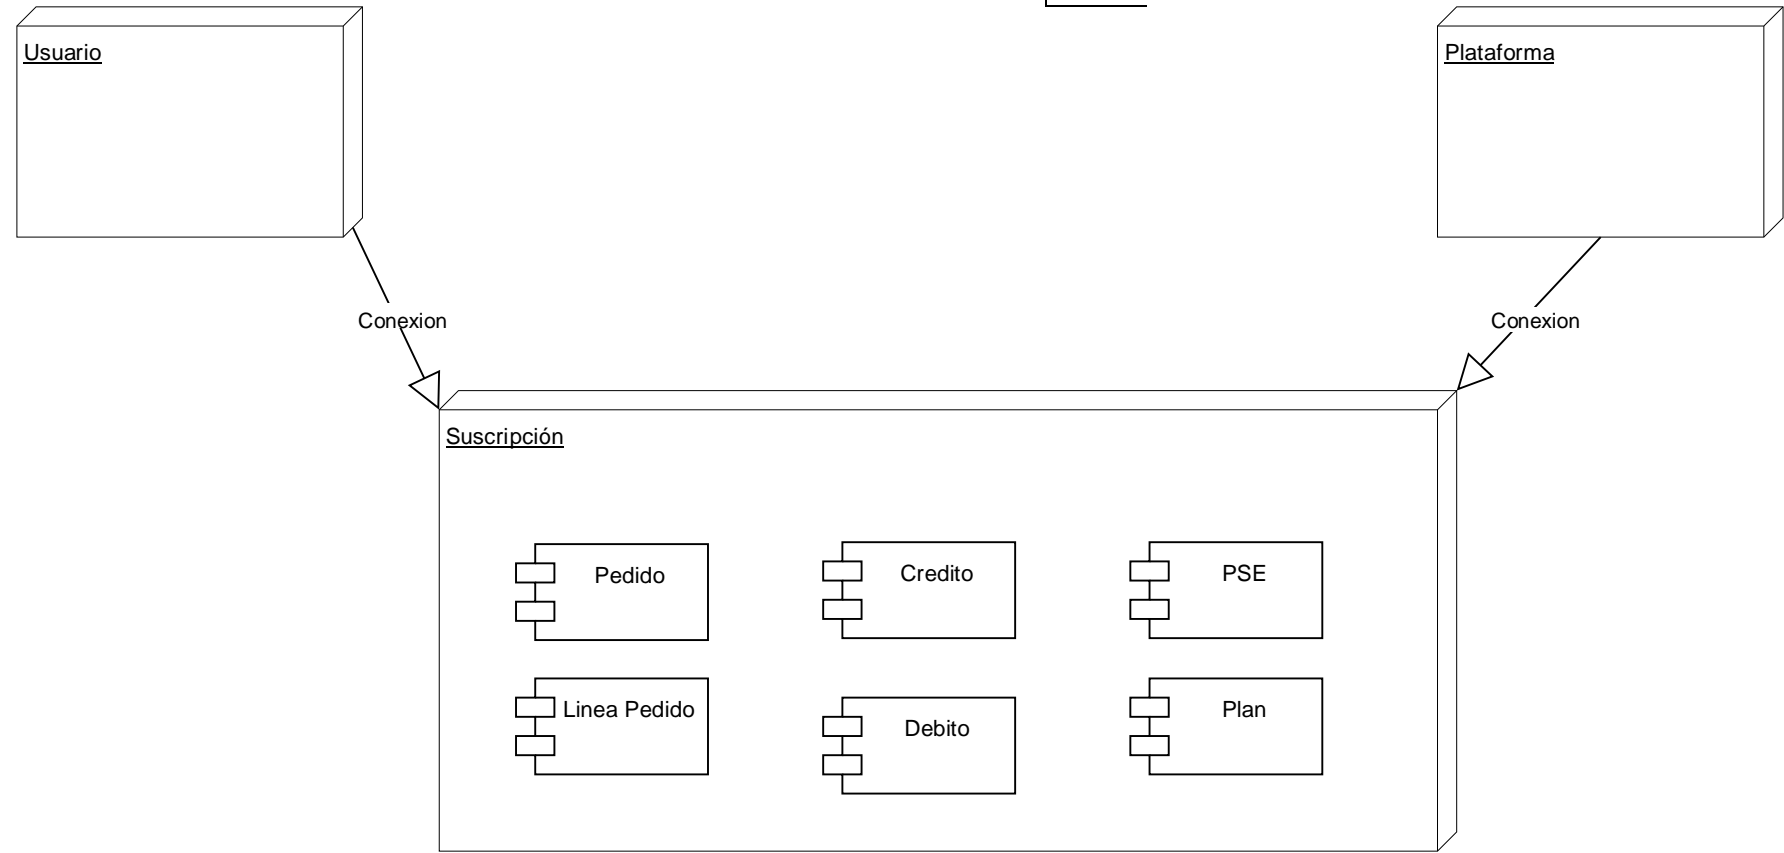 Usuario
Plataforma
Conexion
Conexion
Suscripción
Pedido
Credito
PSE
Linea Pedido
Debito
Plan